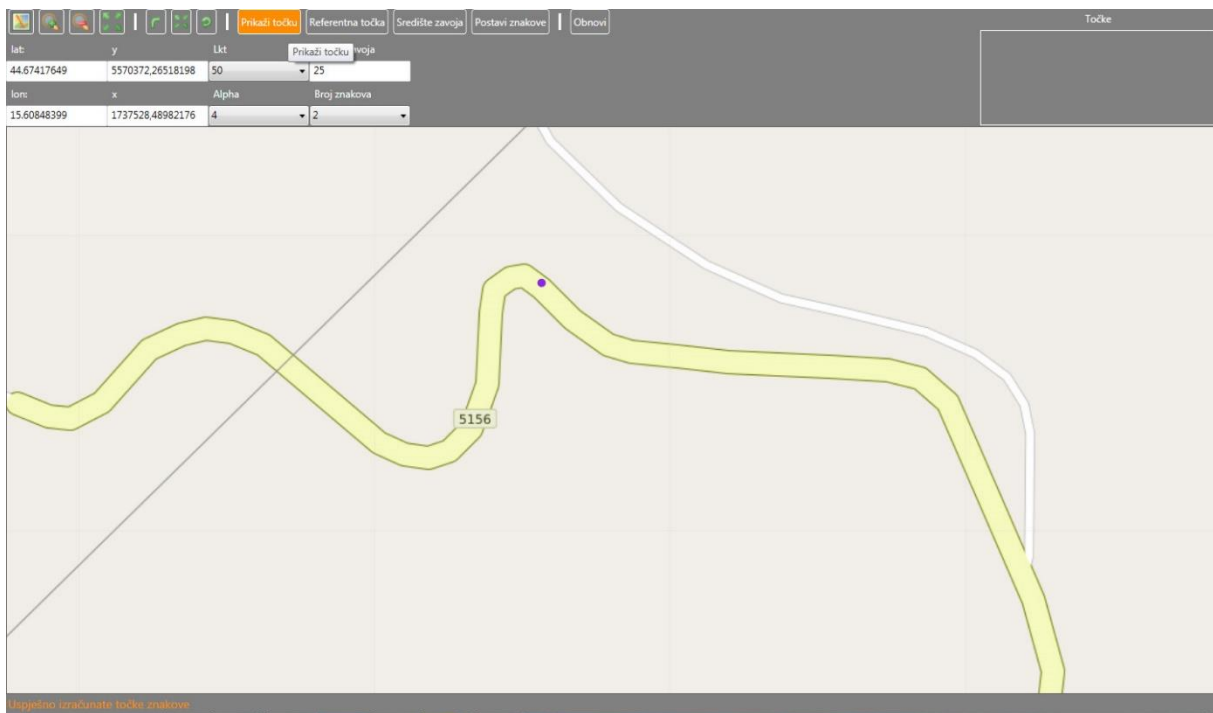 Prikaži točku Referentna točka Središte zavoja Postavi znakove Obnovi Točke
lat: y Lkt Prikaži točku voja
44.67417649 5570372,26518198 50 25
lon: x Alpha Broj znakova
15.60848399 1737528,48982176 4 2
5156
Uspješno izračunate točke znakove